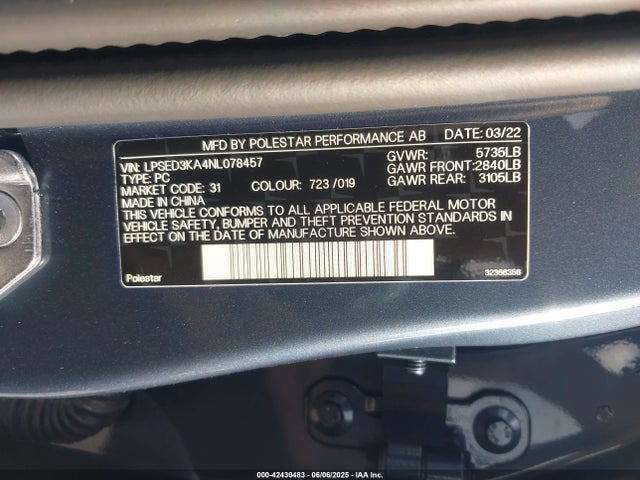 MFD BY POLESTAR PERFORMANCE AB DATE: 03/22
VIN: LPSED3KA4NL078457 GVWR: 5735LB
TYPE: PC GAWR FRONT: 2840LB
MARKET CODE: 31 COLOUR: 723/019 GAWR REAR: 3105LB
MADE IN CHINA
THIS VEHICLE CONFORMS TO ALL APPLICABLE FEDERAL MOTOR
VEHICLE SAFETY, BUMPER AND THEFT PREVENTION STANDARDS IN
EFFECT ON THE DATE OF MANUFACTURE SHOWN ABOVE.
Polestar 32366356
000-42430483 - 06/06/2025 - IAA Inc.